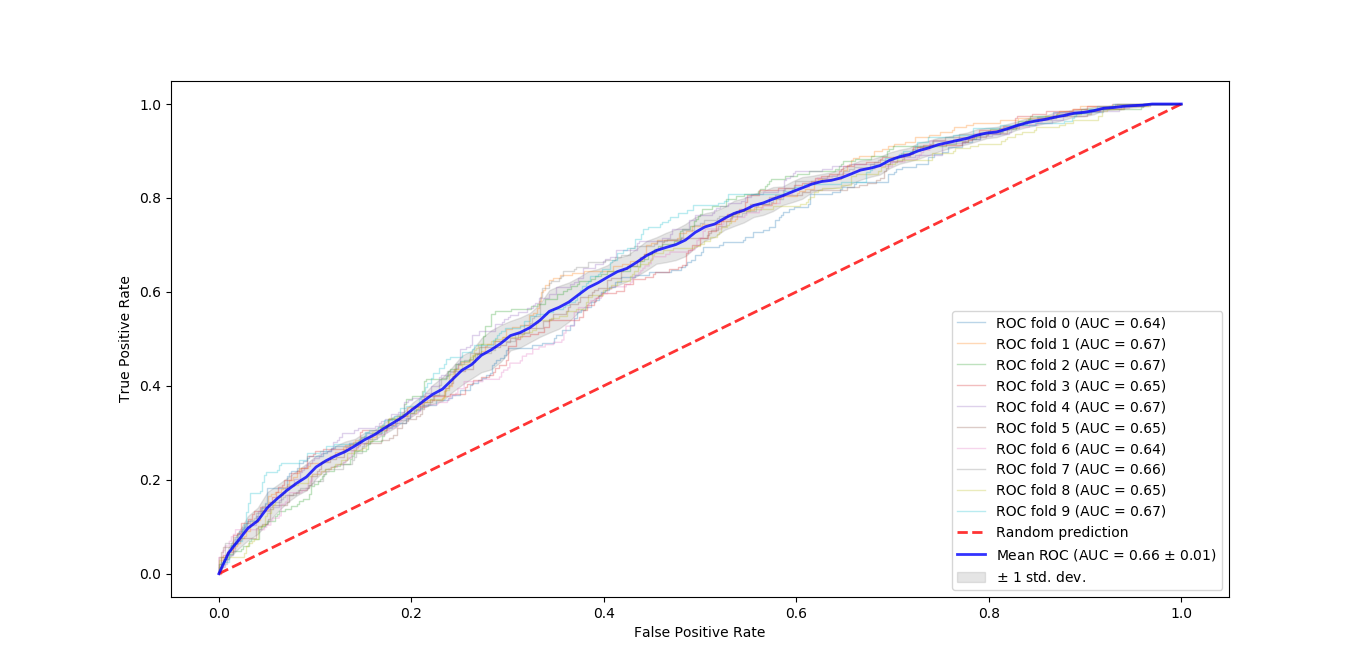 1.0
0.8
0.6
0.4
0.2
0.0
True Positive Rate
ROC fold 0 (AUC = 0.64)
ROC fold 1 (AUC = 0.67)
ROC fold 2 (AUC = 0.67)
ROC fold 3 (AUC = 0.65)
ROC fold 4 (AUC = 0.67)
ROC fold 5 (AUC = 0.65)
ROC fold 6 (AUC = 0.64)
ROC fold 7 (AUC = 0.66)
ROC fold 8 (AUC = 0.65)
ROC fold 9 (AUC = 0.67)
Random prediction
Mean ROC (AUC = 0.66 ± 0.01)
± 1 std. dev.
0.0 0.2 0.4 0.6 0.8 1.0
False Positive Rate